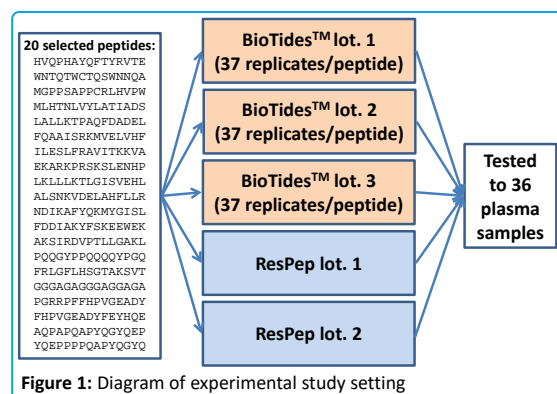 20 selected peptides:
HVQPHAYQFTYRVTE
WNTQTWCTQSWNNQA
MGPPSAPPCRLHVPW
MLHTNLVYLATIADS
LALLKTPAQFDADEL
FQAAISRKMVELVHF
ILESLFRAVITKKVA
EKARKPRSKSLENHP
LKLLLKTLGISVEHL
ALSNKVDELAHFLLR
NDIKAFYQKMYGISL
FDDIAKYFSKEEWEK
AKSIRDVPTLLGAKL
PQQGYPPQQQQYPGQ
FRLGFLHSGTAKSVT
GGGAGAGGGAGGAGA
PGRRPFFHPVGEADY
FHPVGEADYFEYHQE
AQPAPQAPYQGYQEP
YQEPPPPQAPYQGYQ
BioTides™ lot. 1
(37 replicates/peptide)
BioTides™ lot. 2
(37 replicates/peptide)
BioTides™ lot. 3
(37 replicates/peptide)
ResPep lot. 1
ResPep lot. 2
Tested
to 36
plasma
samples
Figure 1: Diagram of experimental study setting